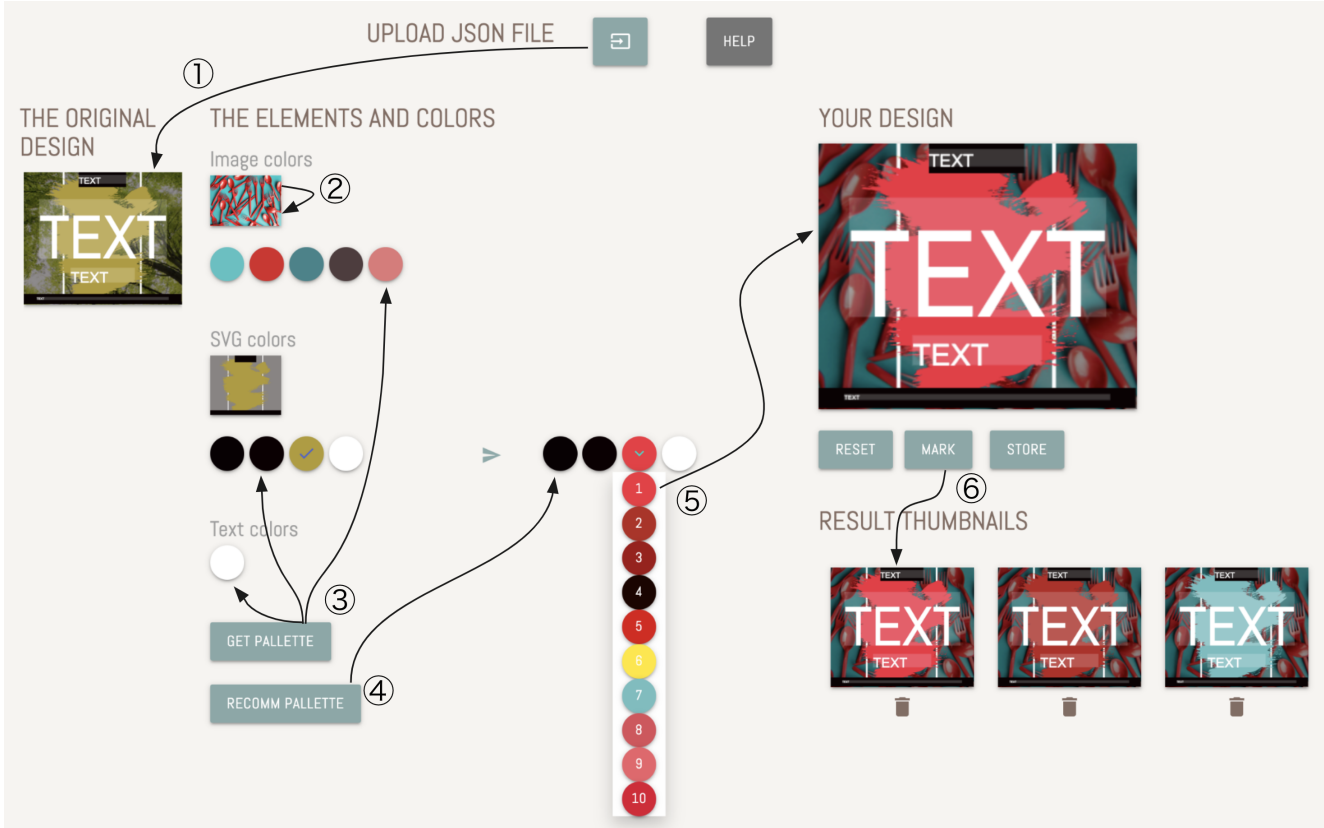 UPLOAD JSON FILE
HELP
①
THE ORIGINAL
DESIGN
TEXT
TEXT
TEXT
TEXT
THE ELEMENTS AND COLORS
Image colors
②
SVG colors
Text colors
③
GET PALLETTE
④
RECOMM PALLETTE
1
2
3
4
5
6
7
8
9
10
⑤
YOUR DESIGN
TEXT
TEXT
TEXT
TEXT
RESET
MARK
STORE
⑥
RESULT THUMBNAILS
TEXT
TEXT
TEXT
TEXT
TEXT
TEXT
TEXT
TEXT
TEXT